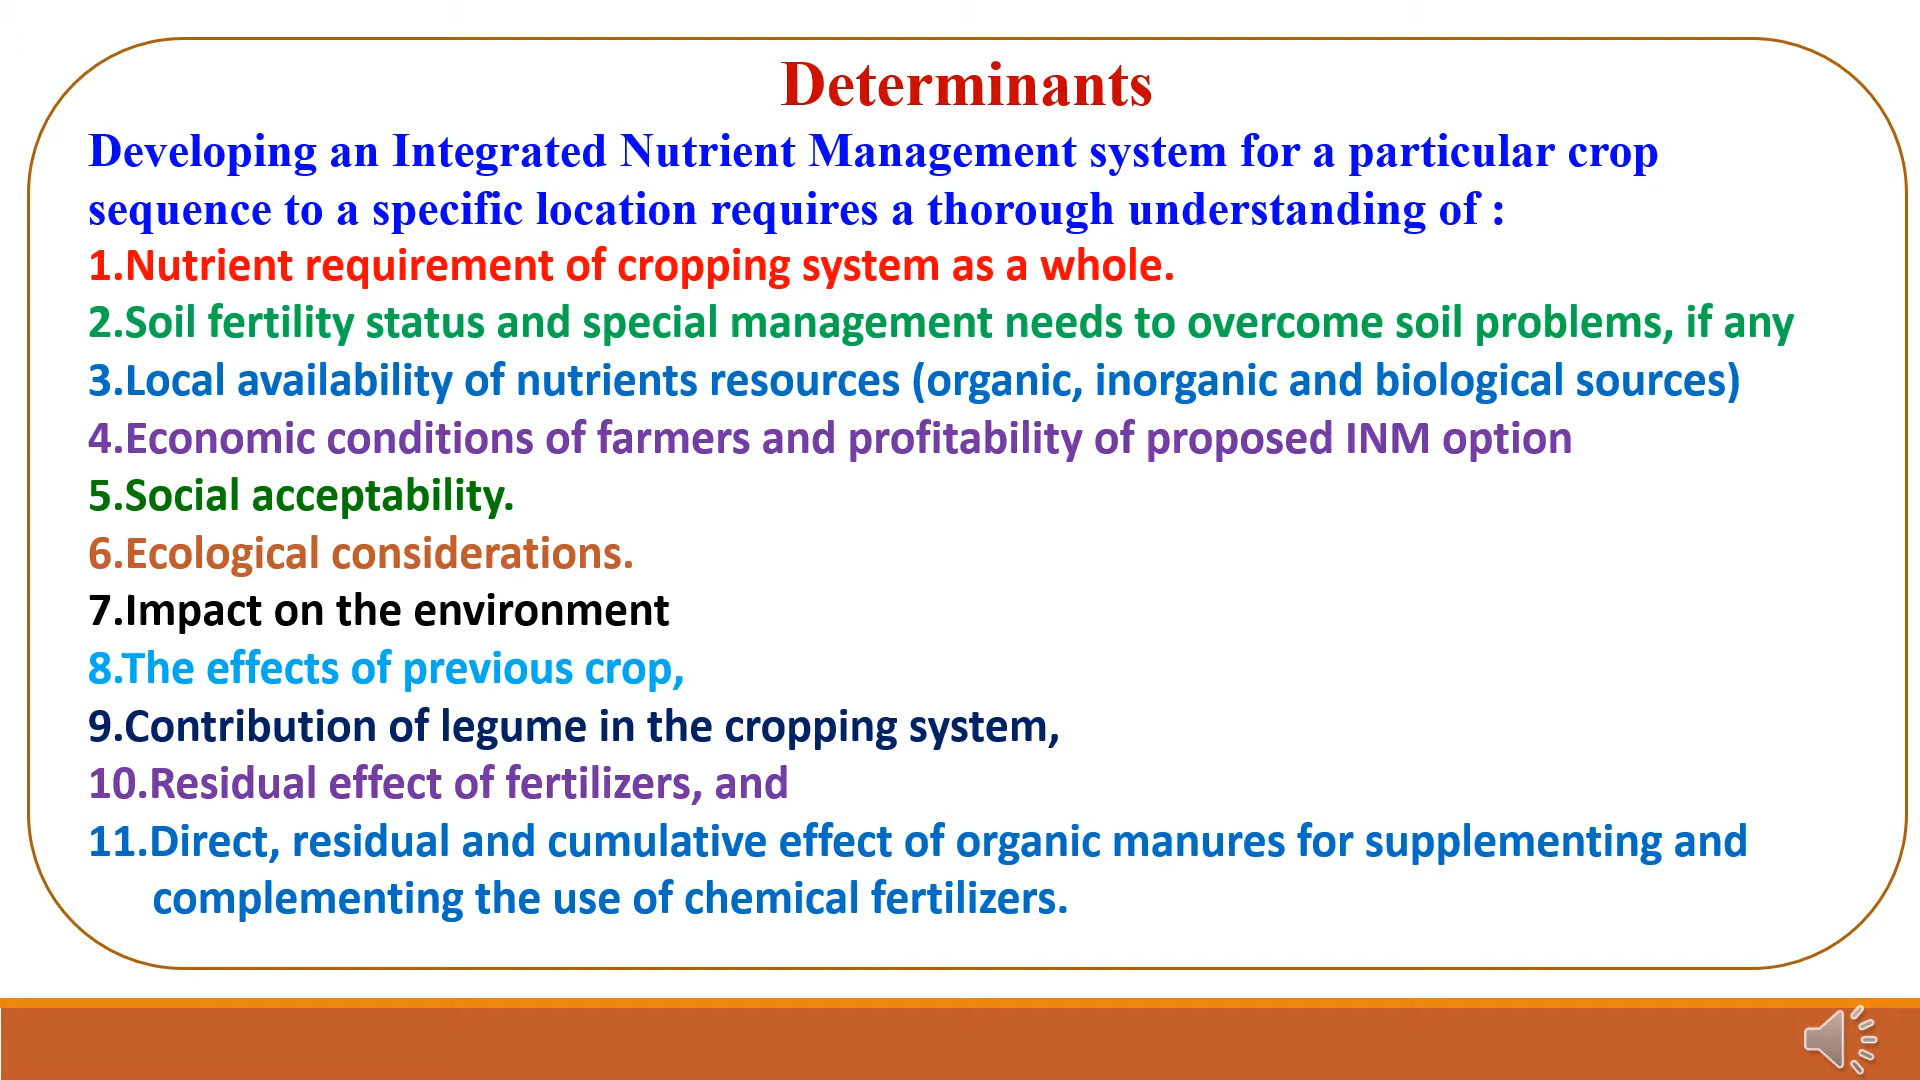 Determinants
Developing an Integrated Nutrient Management system for a particular crop
sequence to a specific location requires a thorough understanding of :
1.Nutrient requirement of cropping system as a whole.
2.Soil fertility status and special management needs to overcome soil problems, if any
3.Local availability of nutrients resources (organic, inorganic and biological sources)
4.Economic conditions of farmers and profitability of proposed INM option
5.Social acceptability.
6.Ecological considerations.
7.Impact on the environment
8.The effects of previous crop,
9.Contribution of legume in the cropping system,
10.Residual effect of fertilizers, and
11.Direct, residual and cumulative effect of organic manures for supplementing and
complementing the use of chemical fertilizers.